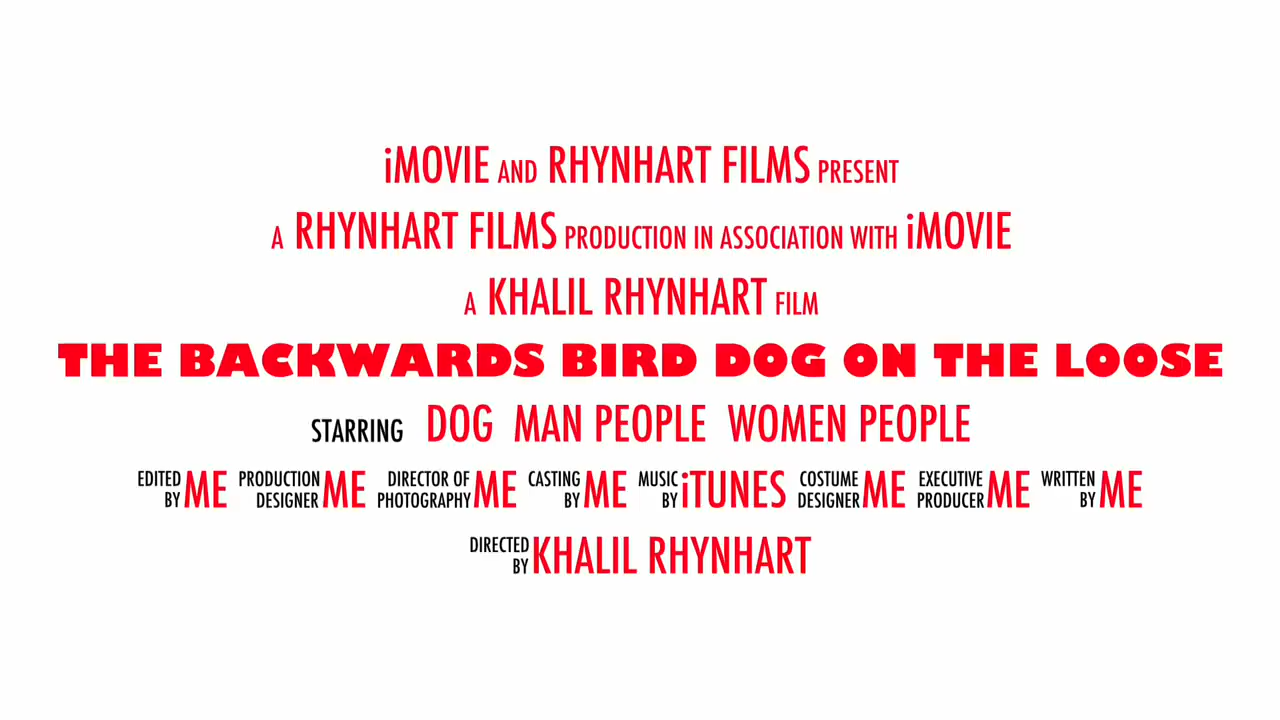 iMOVIE AND RHYNHART FILMS PRESENT
A RHYNHART FILMS PRODUCTION IN ASSOCIATION WITH iMOVIE
A KHALIL RHYNHART FILM
THE BACKWARDS BIRD DOG ON THE LOOSE
STARRING DOG MAN PEOPLE WOMEN PEOPLE
EDITED BY ME PRODUCTION DESIGNER ME DIRECTOR OF PHOTOGRAPHY ME CASTING BY ME MUSIC BY iTUNES COSTUME DESIGNER ME EXECUTIVE PRODUCER ME WRITTEN BY ME
DIRECTED BY KHALIL RHYNHART